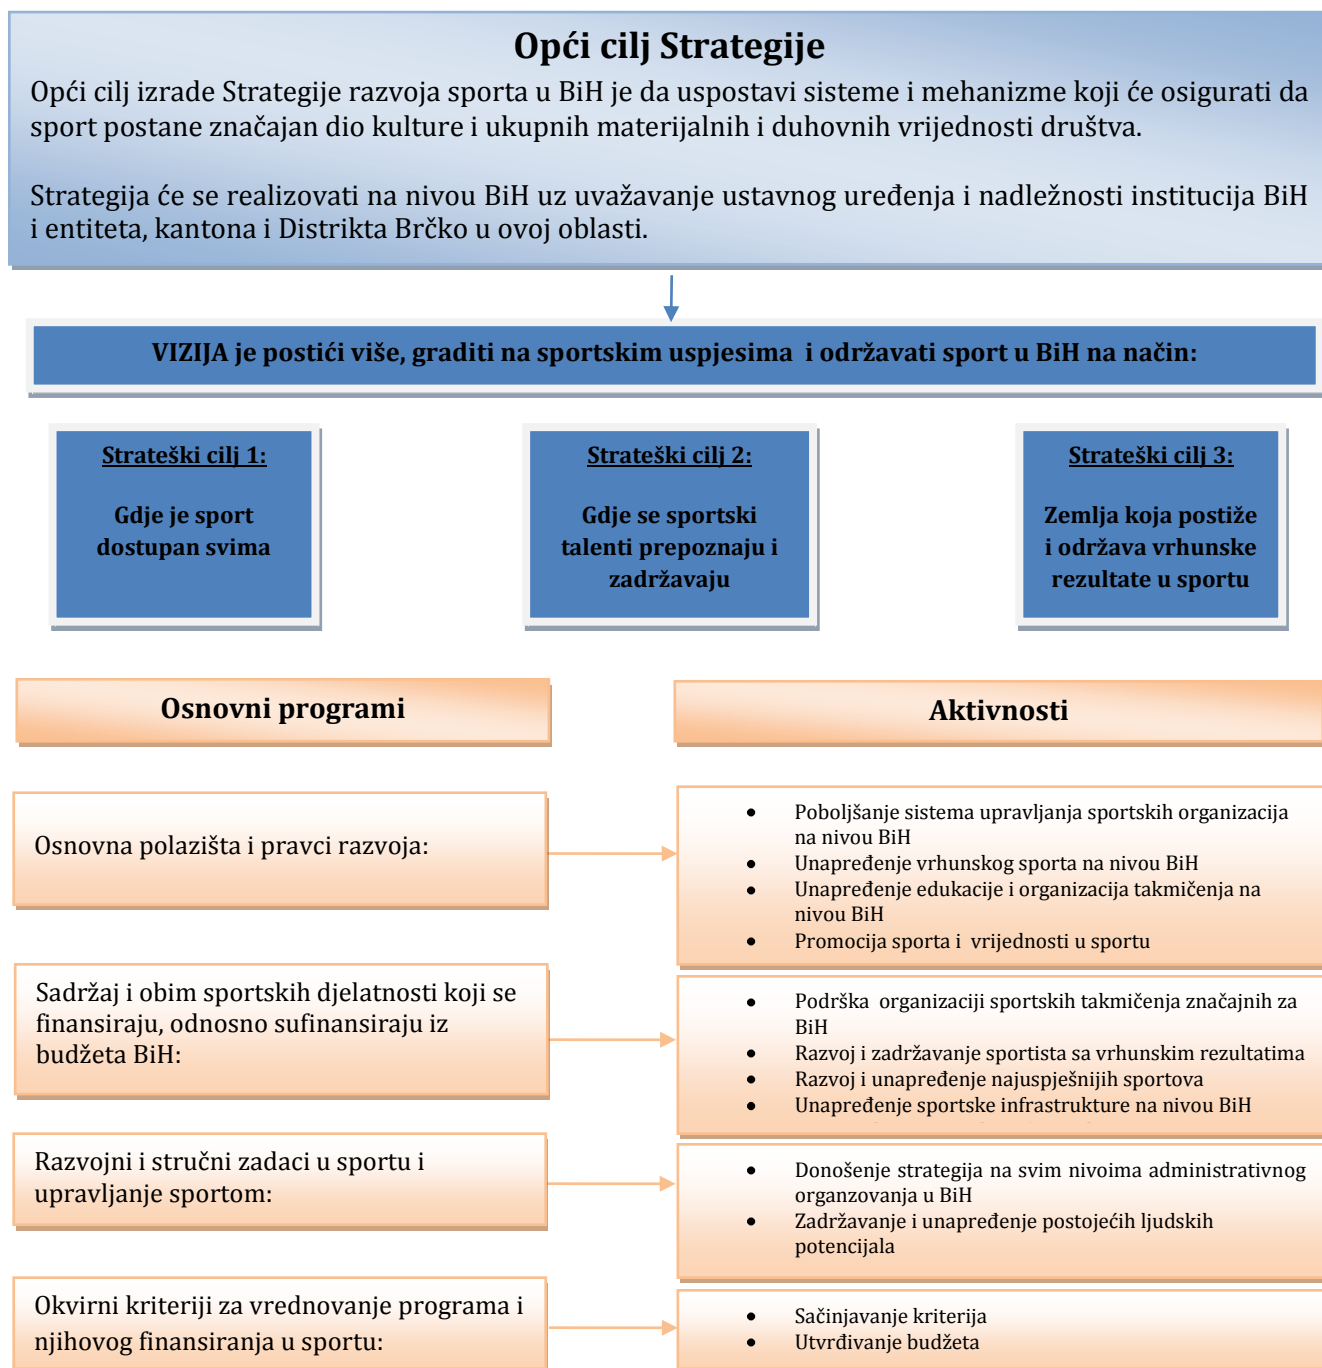 Opći cilj Strategije
Opći cilj izrade Strategije razvoja sporta u BiH je da uspostavi sisteme i mehanizme koji će osigurati da
sport postane značajan dio kulture i ukupnih materijalnih i duhovnih vrijednosti društva.
Strategija će se realizovati na nivou BiH uz uvažavanje ustavnog uređenja i nadležnosti institucija BiH
i entiteta, kantona i Distrikta Brčko u ovoj oblasti.
VIZIJA je postići više, graditi na sportskim uspjesima i održavati sport u BiH na način:
Strateški cilj 1:
Gdje je sport
dostupan svima
Strateški cilj 2:
Gdje se sportski
talenti prepoznaju i
zadržavaju
Strateški cilj 3:
Zemlja koja postiže
i održava vrhunske
rezultate u sportu
Osnovni programi
Aktivnosti
Osnovna polazišta i pravci razvoja:
• Poboljšanje sistema upravljanja sportskih organizacija
na nivou BiH
• Unapređenje vrhunskog sporta na nivou BiH
• Unapređenje edukacije i organizacija takmičenja na
nivou BiH
• Promocija sporta i vrijednosti u sportu
Sadržaj i obim sportskih djelatnosti koji se
finansiraju, odnosno sufinansiraju iz
budžeta BiH:
• Podrška organizaciji sportskih takmičenja značajnih za
BiH
• Razvoj i zadržavanje sportista sa vrhunskim rezultatima
• Razvoj i unapređenje najuspješnijih sportova
• Unapređenje sportske infrastrukture na nivou BiH
Razvojni i stručni zadaci u sportu i
upravljanje sportom:
• Donošenje strategija na svim nivoima administrativnog
organzovanja u BiH
• Zadržavanje i unapređenje postojećih ljudskih
potencijala
Okvirni kriteriji za vrednovanje programa i
njihovog finansiranja u sportu:
• Sačinjavanje kriterija
• Utvrđivanje budžeta